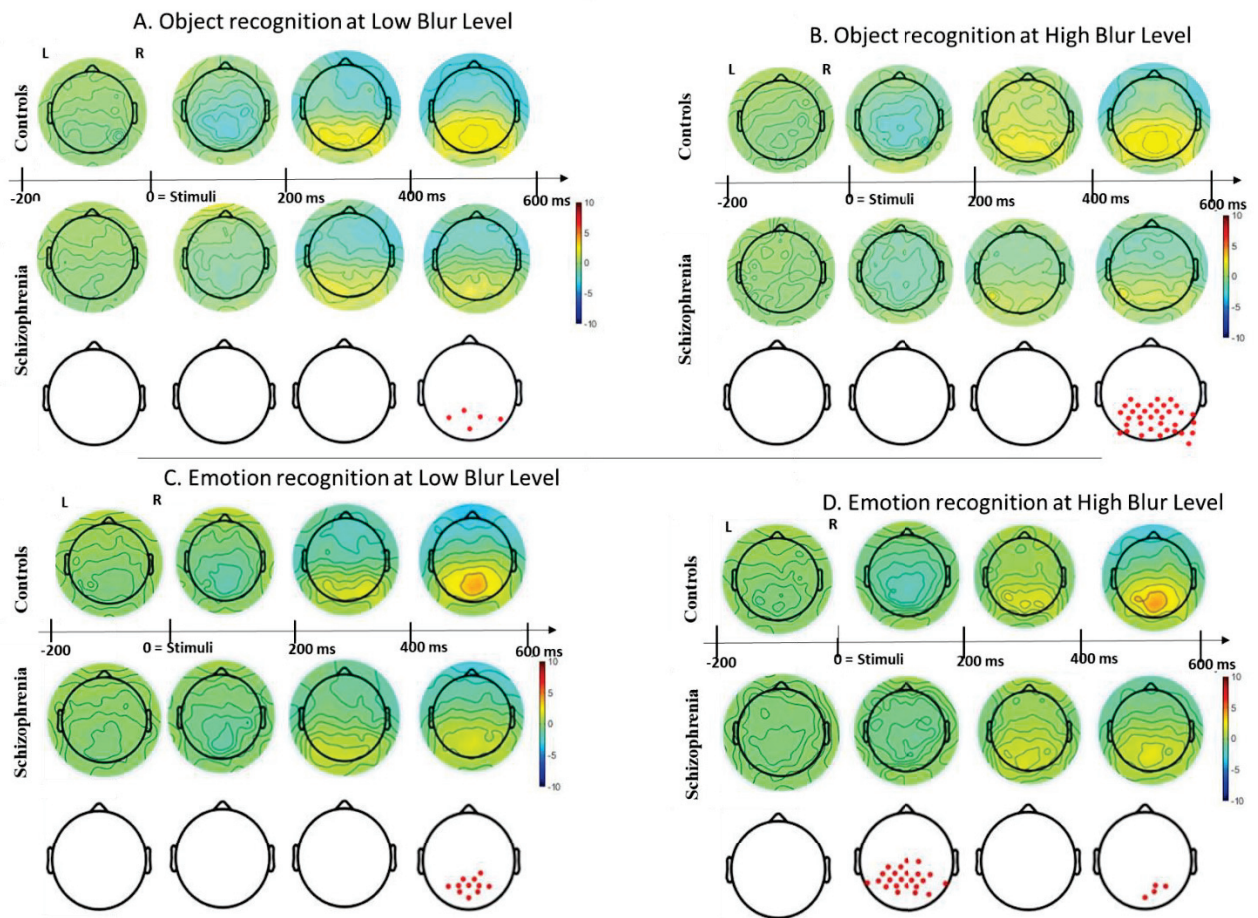 A. Object recognition at Low Blur Level
L R
Controls
-200 0 = Stimuli 200 ms 400 ms 600 ms
Schizophrenia
10
5
0
-5
-10
B. Object recognition at High Blur Level
L R
Controls
-200 0 = Stimuli 200 ms 400 ms 600 ms
Schizophrenia
10
5
0
-5
-10
C. Emotion recognition at Low Blur Level
L R
Controls
-200 0 = Stimuli 200 ms 400 ms 600 ms
Schizophrenia
10
5
0
-5
-10
D. Emotion recognition at High Blur Level
L R
Controls
-200 0 = Stimuli 200 ms 400 ms 600 ms
Schizophrenia
10
5
0
-5
-10